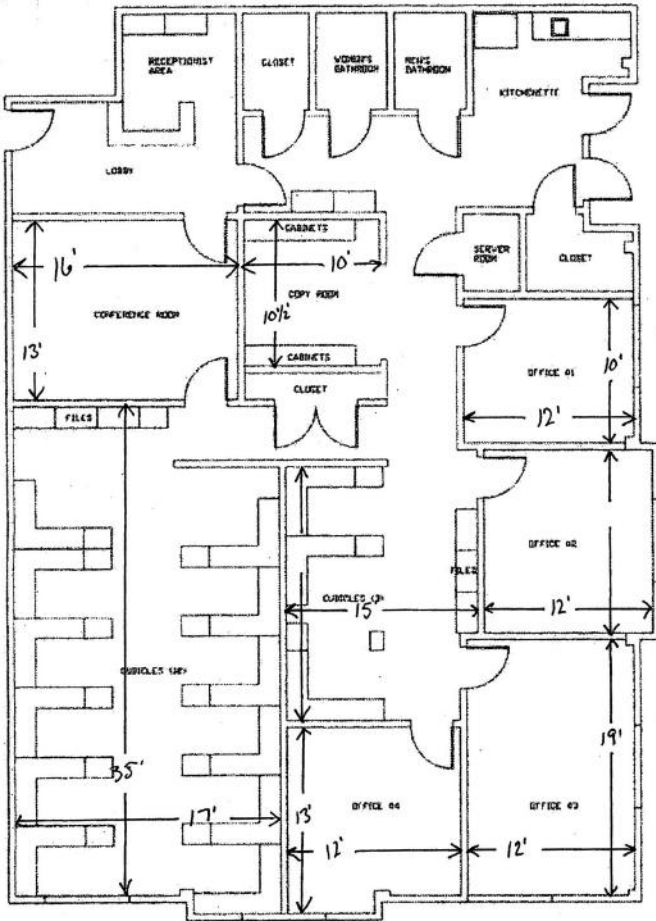 RECEPTIONIST
AREA
CLOSET
WOMEN'S
BATHROOM
MEN'S
BATHROOM
KITCHENETTE
LOBBY
CABINETS
SERVER
ROOM
CLOSET
16'
10'
COPY ROOM
10 1/2'
CONFERENCE ROOM
13'
CABINETS
OFFICE #1
10'
CLOSET
12'
FILES
OFFICE #2
FILES
CUBICLES (3)
15'
12'
35'
17'
13'
OFFICE #4
12'
19'
OFFICE #3
12'